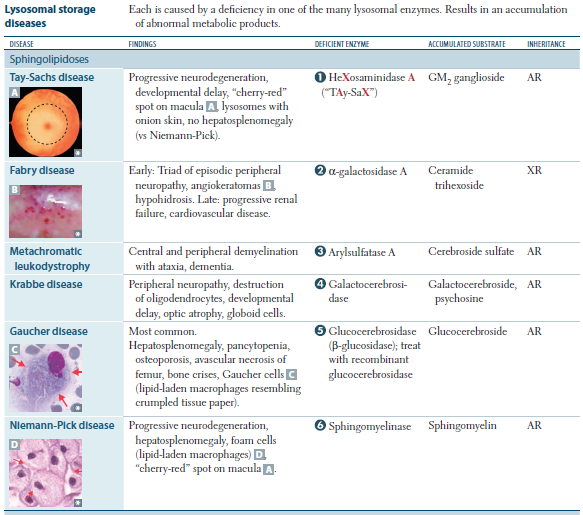 Lysosomal storage diseases
Each is caused by a deficiency in one of the many lysosomal enzymes. Results in an accumulation
of abnormal metabolic products.
DISEASE FINDINGS DEFICIENT ENZYME ACCUMULATED SUBSTRATE INHERITANCE
Sphingolipidoses
Tay-Sachs disease
A
Progressive neurodegeneration,
developmental delay, “cherry-red”
spot on macula A, lysosomes with
onion skin, no hepatosplenomegaly
(vs Niemann-Pick).
❶ HeXosaminidase A
(“TAy-SaX”)
GM₂ ganglioside
AR
Fabry disease
B
Early: Triad of episodic peripheral
neuropathy, angiokeratomas B,
hypohidrosis. Late: progressive renal
failure, cardiovascular disease.
❷ α-galactosidase A
Ceramide
trihexoside
XR
Metachromatic
leukodystrophy
Central and peripheral demyelination
with ataxia, dementia.
❸ Arylsulfatase A
Cerebroside sulfate
AR
Krabbe disease
Peripheral neuropathy, destruction
of oligodendrocytes, developmental
delay, optic atrophy, globoid cells.
❹ Galactocerebrosi-
dase
Galactocerebroside,
psychosine
AR
Gaucher disease
C
Most common.
Hepatosplenomegaly, pancytopenia,
osteoporosis, avascular necrosis of
femur, bone crises, Gaucher cells C
(lipid-laden macrophages resembling
crumpled tissue paper).
❺ Glucocerebrosidase
(β-glucosidase); treat
with recombinant
glucocerebrosidase
Glucocerebroside
AR
Niemann-Pick disease
D
Progressive neurodegeneration,
hepatosplenomegaly, foam cells
(lipid-laden macrophages) D,
“cherry-red” spot on macula A.
❻ Sphingomyelinase
Sphingomyelin
AR